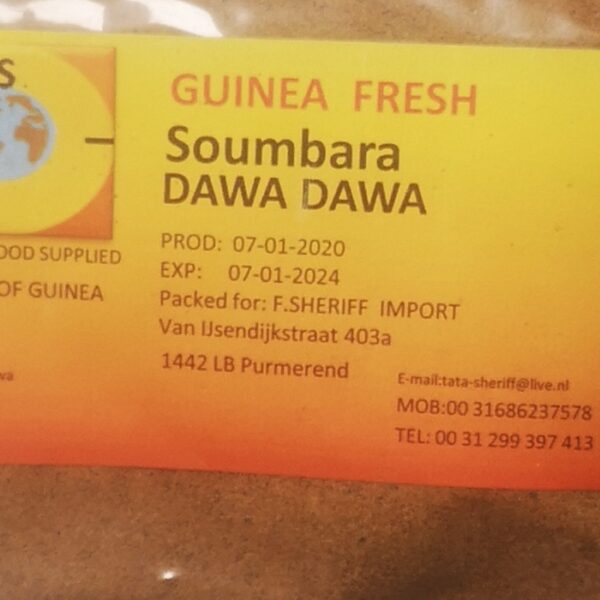 S
GUINEA FRESH
Soumbara
DAWA DAWA
OOD SUPPLIED
OF GUINEA
PROD: 07-01-2020
EXP: 07-01-2024
Packed for: F.SHERIFF IMPORT
Van IJsendijkstraat 403a
1442 LB Purmerend
wa
E-mail:tata-sheriff@live.nl
MOB:00 31686237578
TEL: 00 31 299 397 413